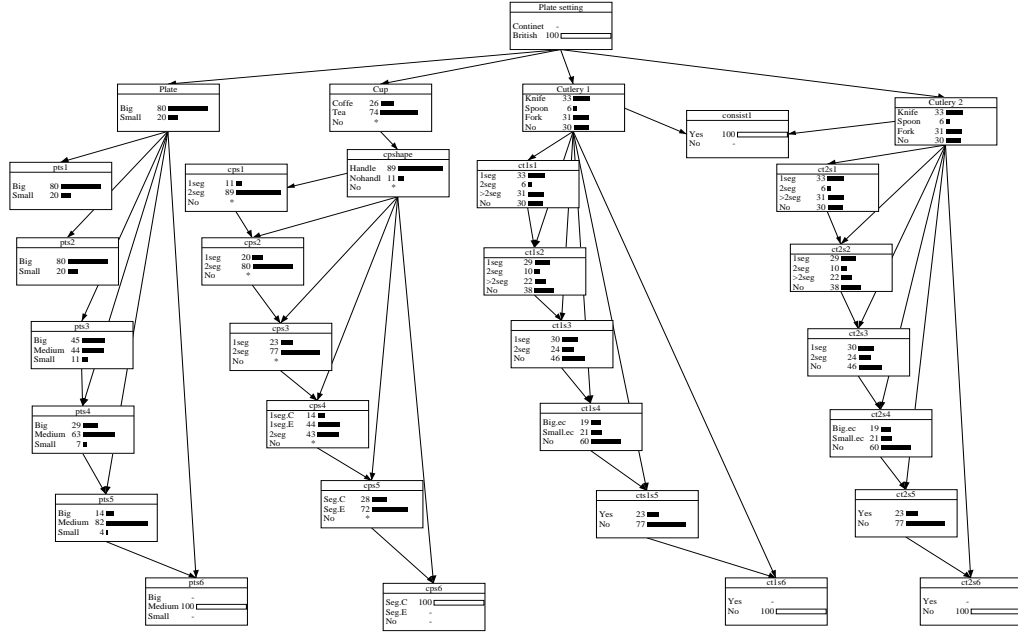 Plate setting
Continet -
British 100
Plate
Big 80
Small 20
Cup
Coffe 26
Tea 74
No *
Cutlery 1
Knife 33
Spoon 6
Fork 31
No 30
consist1
Yes 100
No -
Cutlery 2
Knife 33
Spoon 6
Fork 31
No 30
pts1
Big 80
Small 20
cps1
1seg 11
2seg 89
No *
cpshape
Handle 89
Nohandl 11
No *
ct1s1
1seg 33
2seg 6
>2seg 31
No 30
ct2s1
1seg 33
2seg 6
>2seg 31
No 30
pts2
Big 80
Small 20
cps2
1seg 20
2seg 80
No *
ct1s2
1seg 29
2seg 10
>2seg 22
No 38
ct2s2
1seg 29
2seg 10
>2seg 22
No 38
pts3
Big 45
Medium 44
Small 11
cps3
1seg 23
2seg 77
No *
ct1s3
1seg 30
2seg 24
No 46
ct2s3
1seg 30
2seg 24
No 46
pts4
Big 29
Medium 63
Small 7
cps4
1seg.C 14
1seg.E 44
2seg 43
No *
ct1s4
Big.ec 19
Small.ec 21
No 60
ct2s4
Big.ec 19
Small.ec 21
No 60
pts5
Big 14
Medium 82
Small 4
cps5
Seg.C 28
Seg.E 72
No *
cts1s5
Yes 23
No 77
ct2s5
Yes 23
No 77
pts6
Big -
Medium 100
Small -
cps6
Seg.C 100
Seg.E -
No -
ct1s6
Yes -
No 100
ct2s6
Yes -
No 100